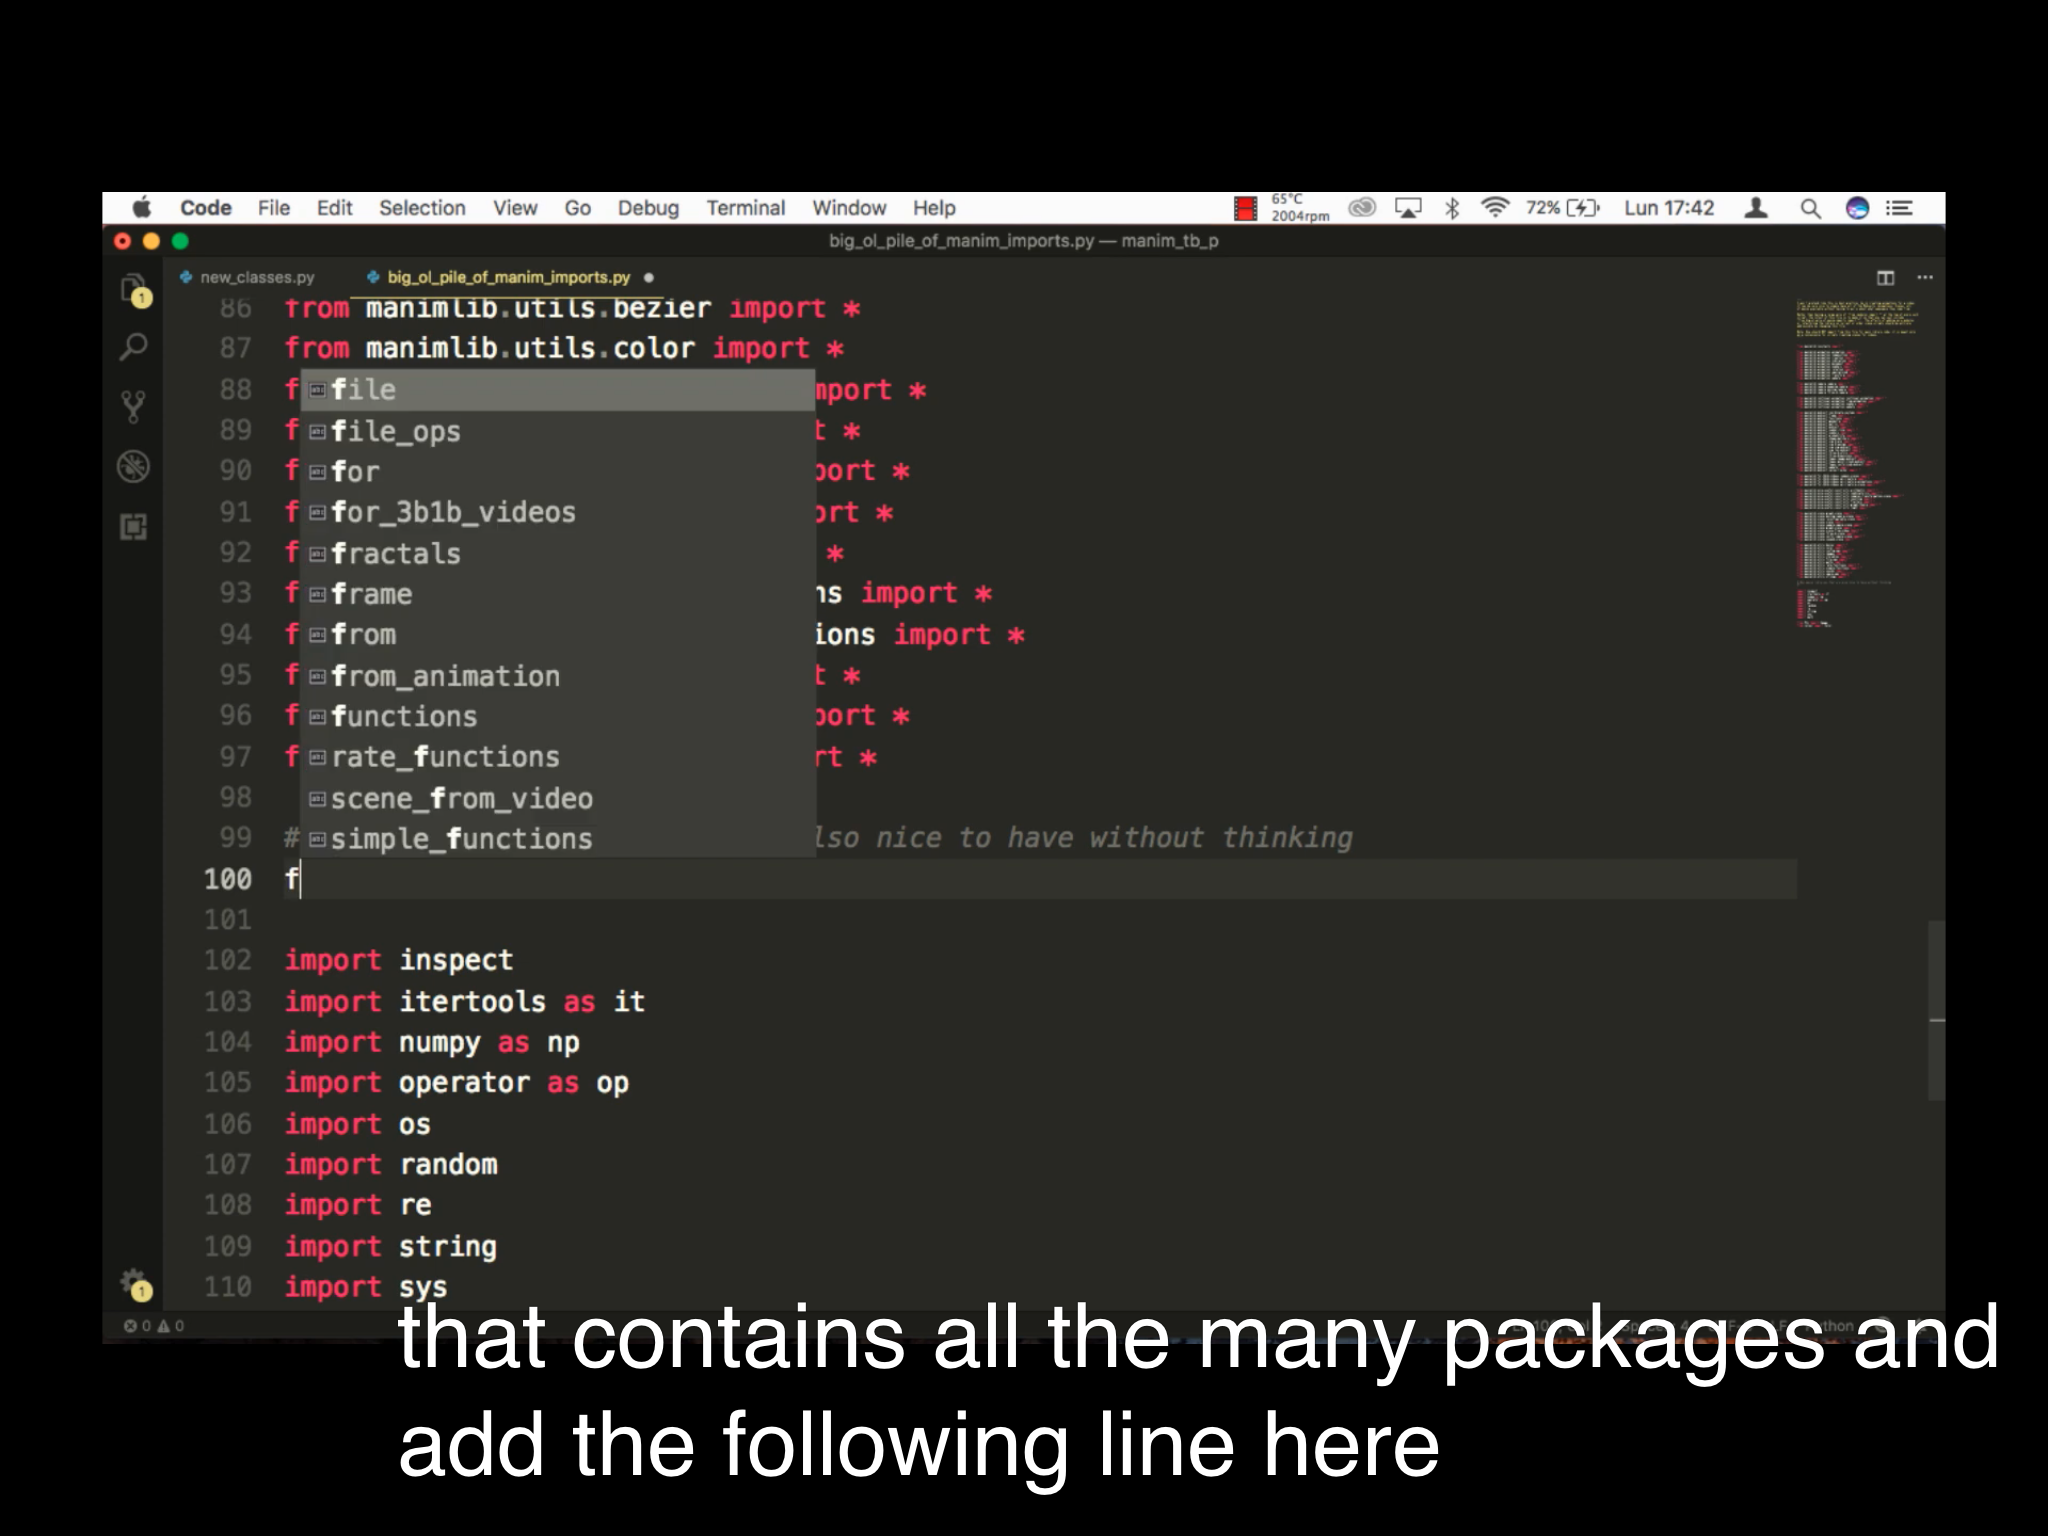 Code File Edit Selection View Go Debug Terminal Window Help 65°C 2004rpm 72% Lun 17:42
big_ol_pile_of_manim_imports.py — manim_tb_p
new_classes.py big_ol_pile_of_manim_imports.py
86 from manimlib.utils.bezier import *
87 from manimlib.utils.color import *
88 f file mport *
89 f file_ops t *
90 f for port *
91 f for_3b1b_videos ort *
92 f fractals *
93 f frame ns import *
94 f from ions import *
95 f from_animation t *
96 f functions port *
97 f rate_functions rt *
98 scene_from_video
99 # simple_functions lso nice to have without thinking
100 f
101
102 import inspect
103 import itertools as it
104 import numpy as np
105 import operator as op
106 import os
107 import random
108 import re
109 import string
110 import sys
0 0
that contains all the many packages and
add the following line here